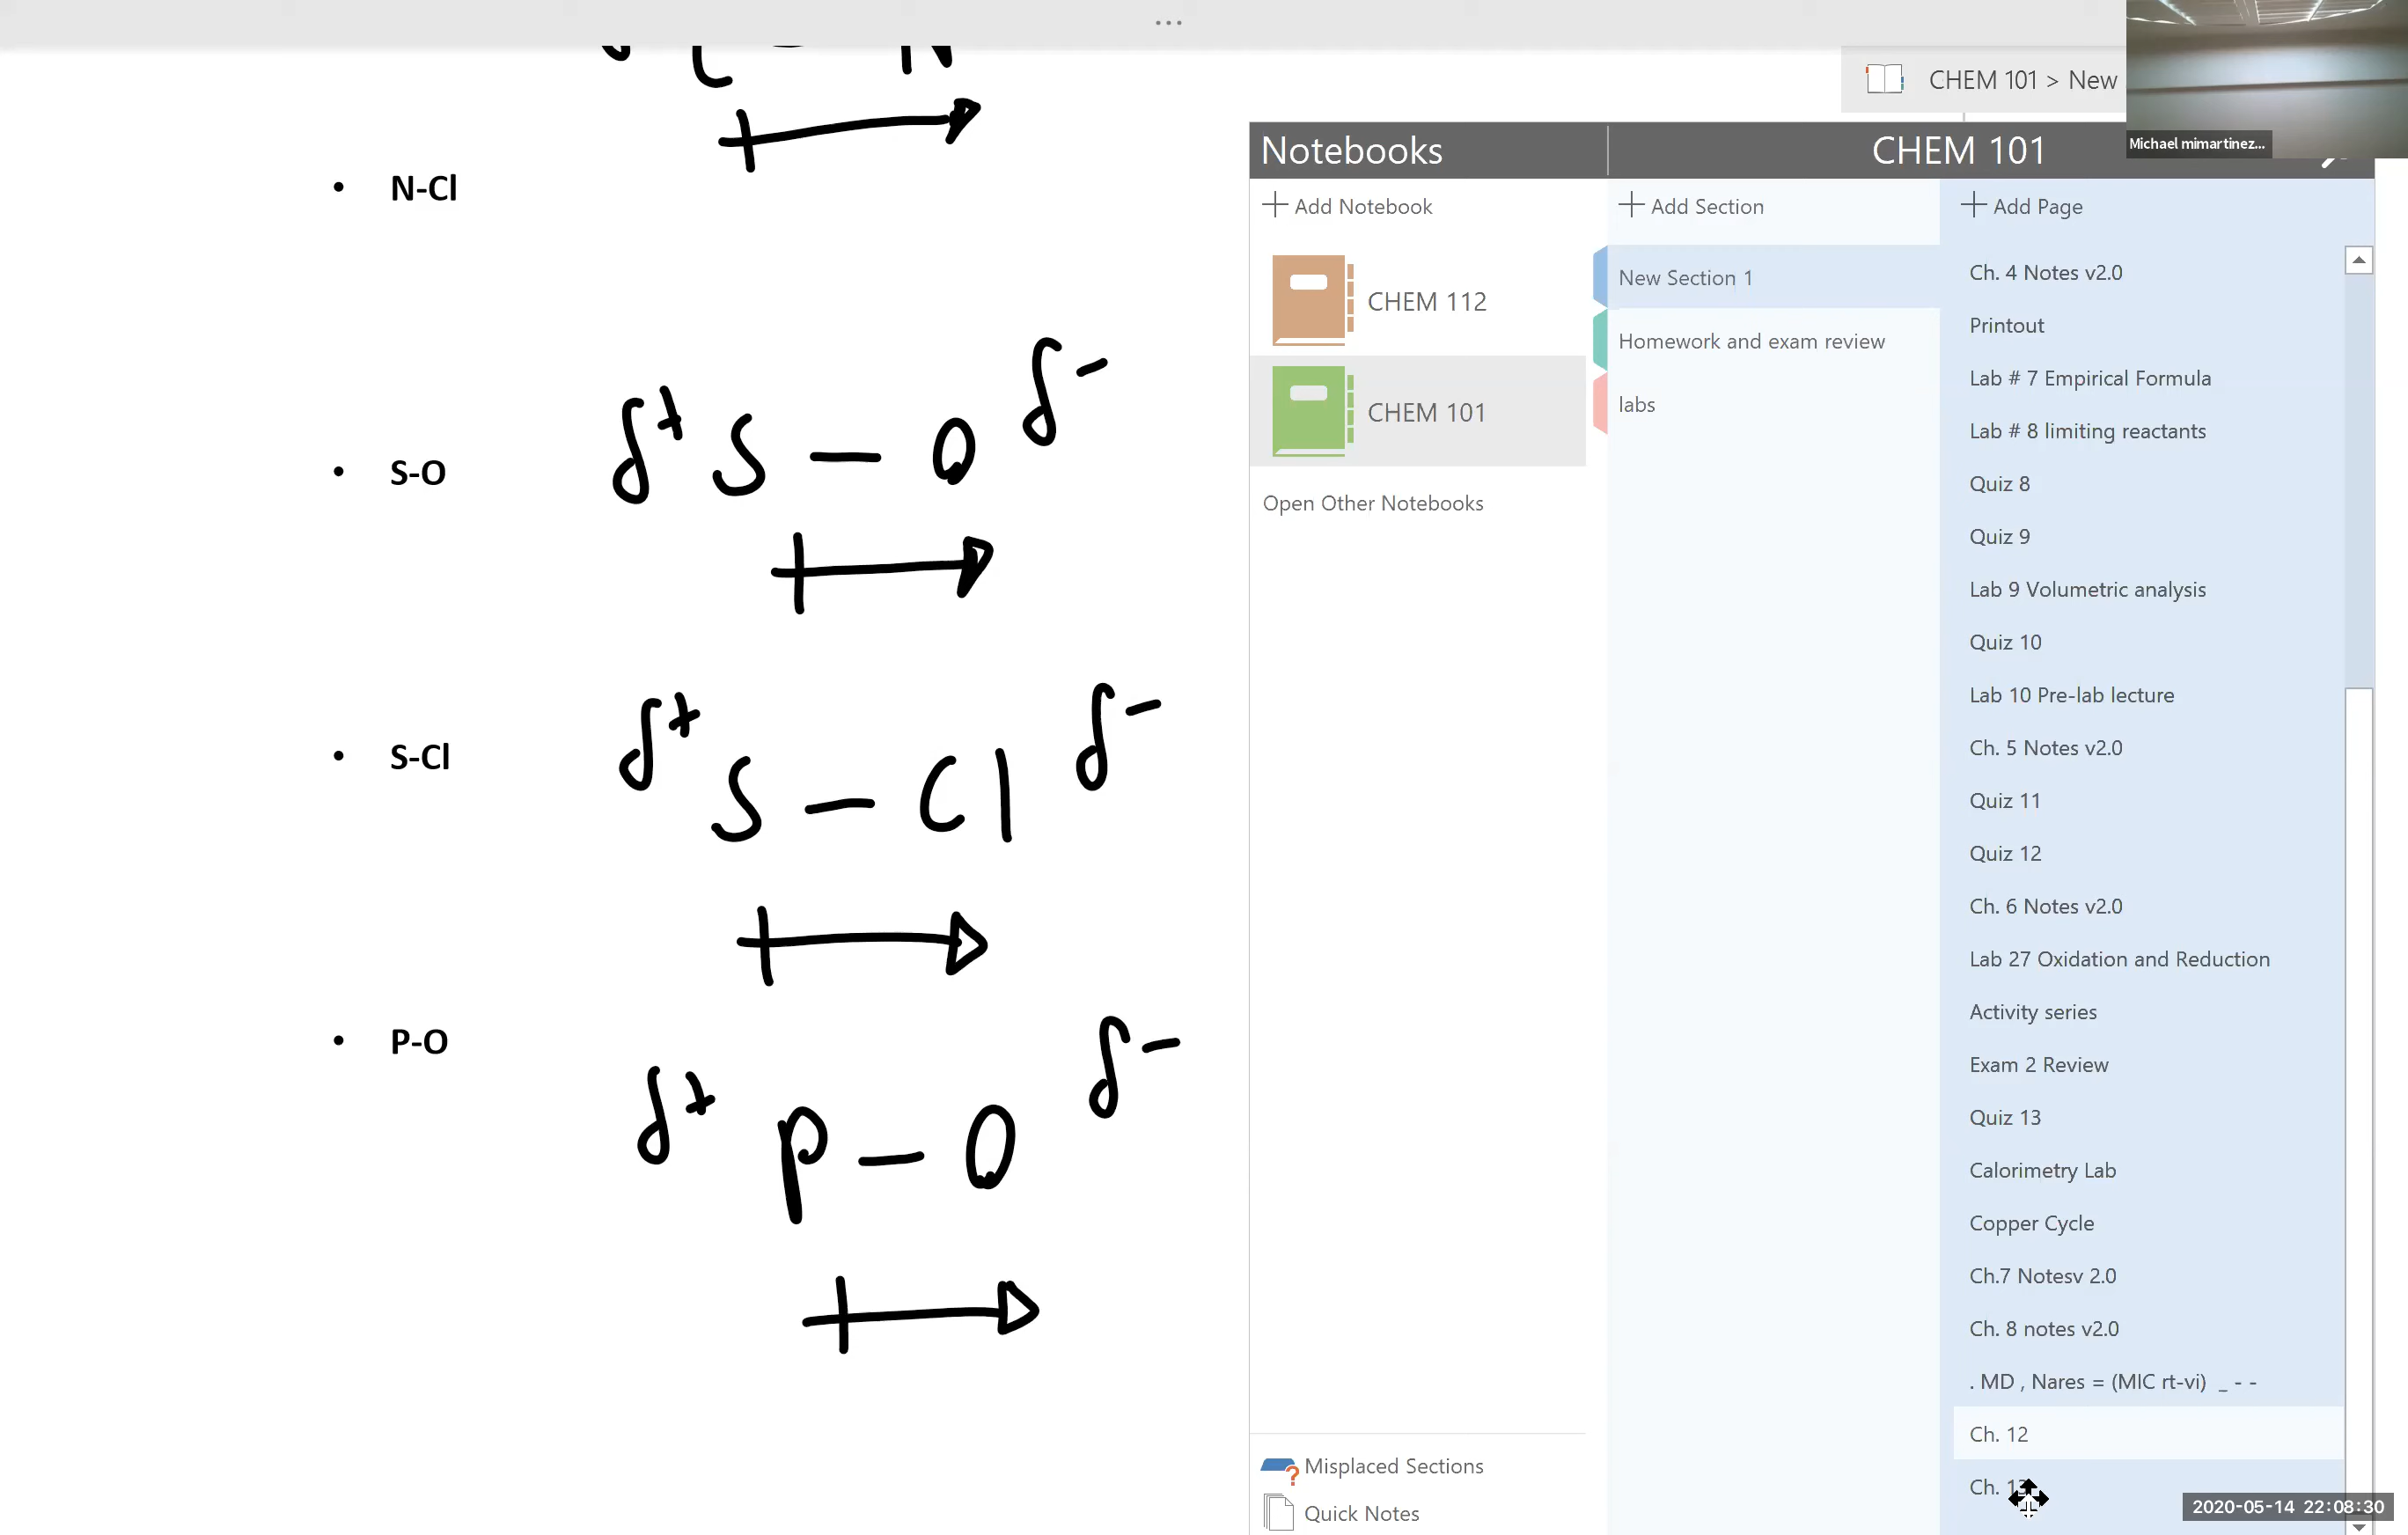 ...
δ+ C - N
• N-Cl
• S-O
δ+ S - O δ-
• S-Cl
δ+ S - Cl δ-
• P-O
δ+ P - O δ-
CHEM 101 > New
Michael mimartinez...
Notebooks
CHEM 101
Add Notebook
CHEM 112
CHEM 101
Open Other Notebooks
Misplaced Sections
Quick Notes
Add Section
New Section 1
Homework and exam review
labs
Add Page
Ch. 4 Notes v2.0
Printout
Lab # 7 Empirical Formula
Lab # 8 limiting reactants
Quiz 8
Quiz 9
Lab 9 Volumetric analysis
Quiz 10
Lab 10 Pre-lab lecture
Ch. 5 Notes v2.0
Quiz 11
Quiz 12
Ch. 6 Notes v2.0
Lab 27 Oxidation and Reduction
Activity series
Exam 2 Review
Quiz 13
Calorimetry Lab
Copper Cycle
Ch.7 Notesv 2.0
Ch. 8 notes v2.0
. MD , Nares = (MIC rt-vi) _ - -
Ch. 12
Ch.
2020-05-14 22:08:30